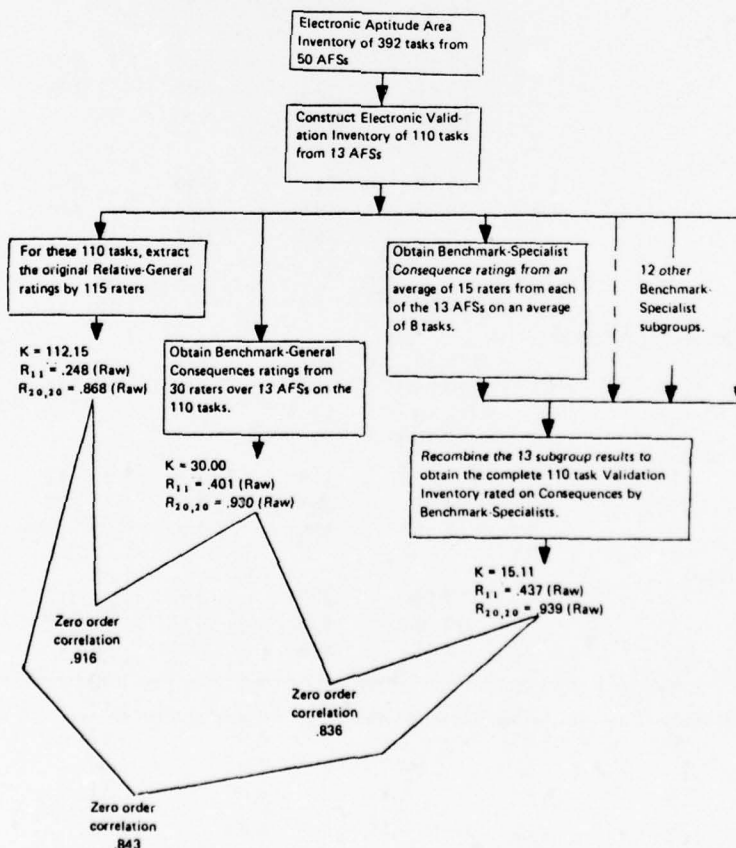 Electronic Aptitude Area
Inventory of 392 tasks from
50 AFSs
Construct Electronic Valid-
ation Inventory of 110 tasks
from 13 AFSs
For these 110 tasks, extract
the original Relative-General
ratings by 115 raters
K = 112.15
R11 = .248 (Raw)
R20,20 = .868 (Raw)
Obtain Benchmark-General
Consequences ratings from
30 raters over 13 AFSs on the
110 tasks.
K = 30.00
R11 = .401 (Raw)
R20,20 = .930 (Raw)
Obtain Benchmark-Specialist
Consequence ratings from an
average of 15 raters from each
of the 13 AFSs on an average
of 8 tasks.
12 other
Benchmark-
Specialist
subgroups.
Recombine the 13 subgroup results to
obtain the complete 110 task Validation
Inventory rated on Consequences by
Benchmark-Specialists.
K = 15.11
R11 = .437 (Raw)
R20,20 = .939 (Raw)
Zero order
correlation
.916
Zero order
correlation
.836
Zero order
correlation
.843